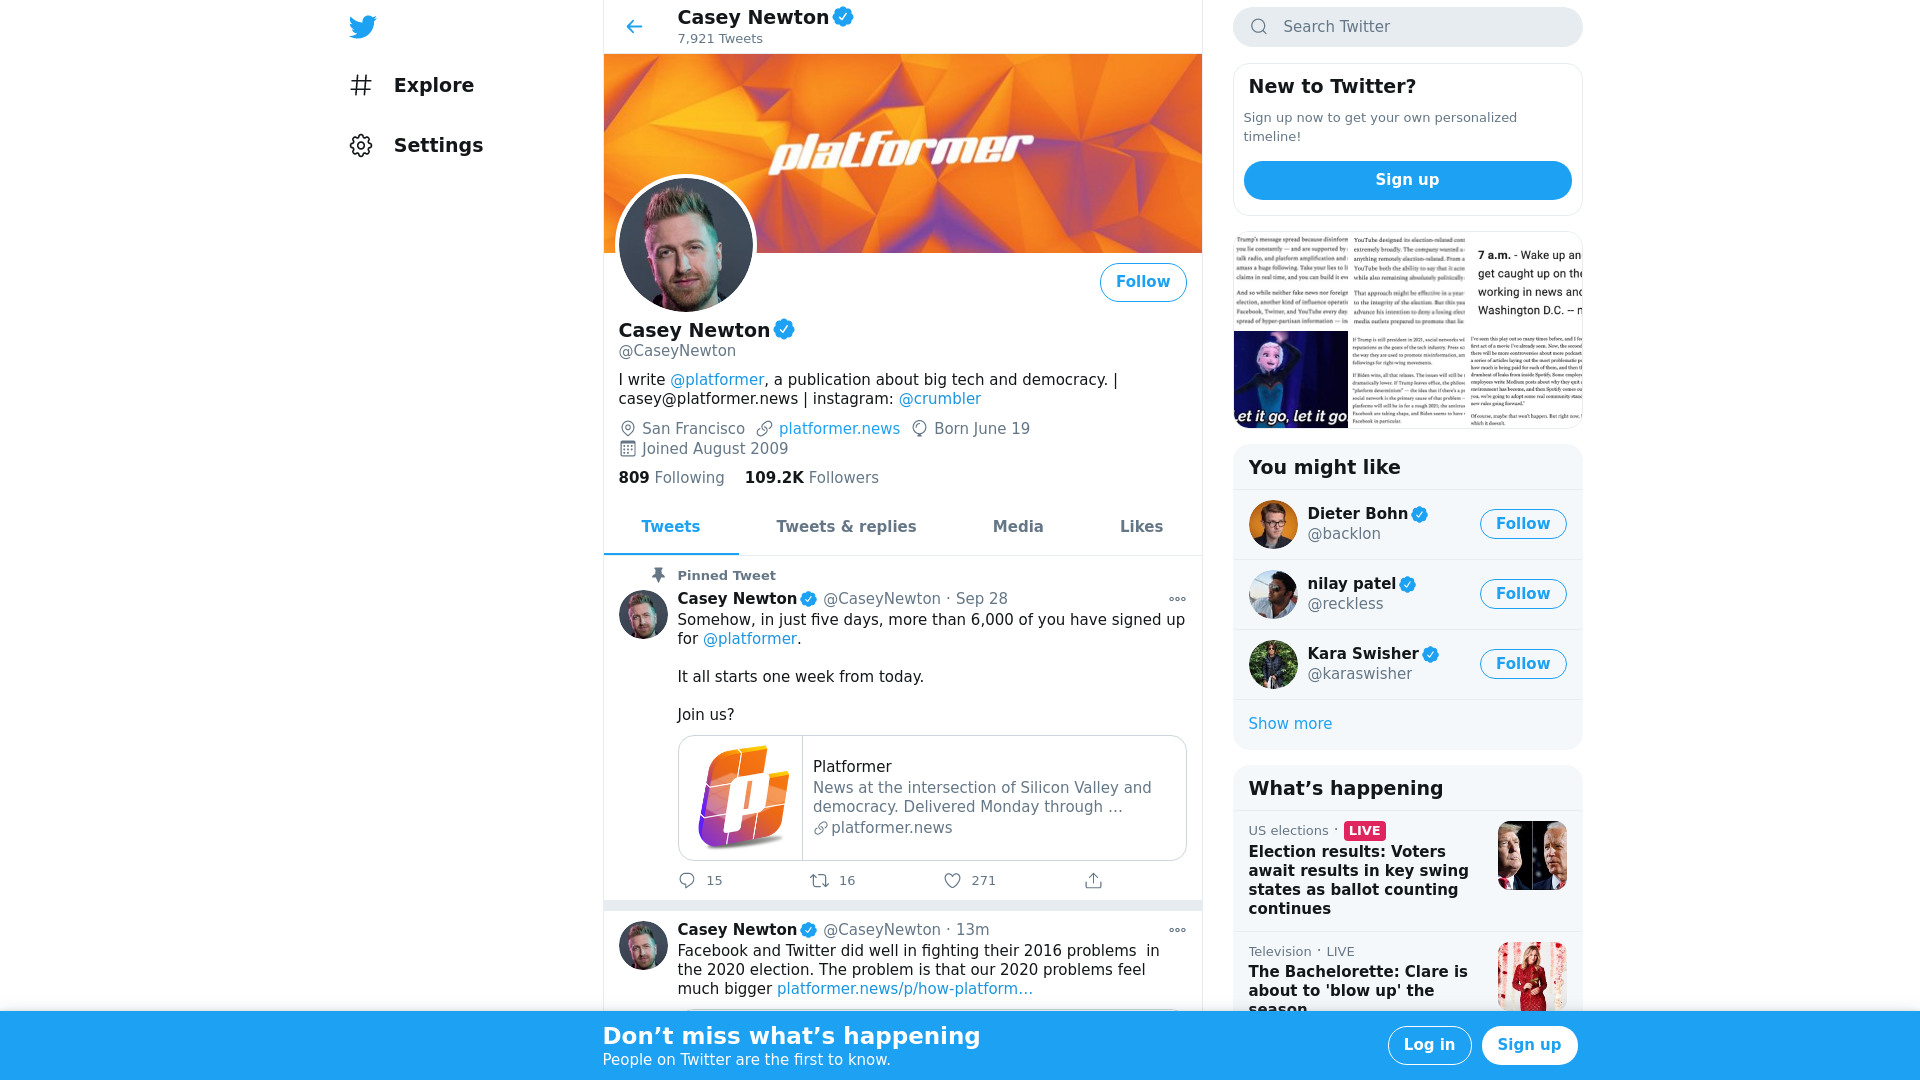 Explore
Settings
Casey Newton
7,921 Tweets
platformer
Follow
Casey Newton
@CaseyNewton
I write @platformer, a publication about big tech and democracy. |
casey@platformer.news | instagram: @crumbler
San Francisco platformer.news Born June 19
Joined August 2009
809 Following 109.2K Followers
Tweets Tweets & replies Media Likes
Pinned Tweet
Casey Newton @CaseyNewton · Sep 28
Somehow, in just five days, more than 6,000 of you have signed up
for @platformer.
It all starts one week from today.
Join us?
Platformer
News at the intersection of Silicon Valley and
democracy. Delivered Monday through …
platformer.news
15 16 271
Casey Newton @CaseyNewton · 13m
Facebook and Twitter did well in fighting their 2016 problems in
the 2020 election. The problem is that our 2020 problems feel
much bigger platformer.news/p/how-platform…
Search Twitter
New to Twitter?
Sign up now to get your own personalized
timeline!
Sign up
7 a.m. - Wake up an
get caught up on the
working in news and
Washington D.C. --
et it go, let it go
You might like
Dieter Bohn
@backlon
Follow
nilay patel
@reckless
Follow
Kara Swisher
@karaswisher
Follow
Show more
What’s happening
US elections · LIVE
Election results: Voters
await results in key swing
states as ballot counting
continues
Television · LIVE
The Bachelorette: Clare is
about to 'blow up' the
season
Don’t miss what’s happening
People on Twitter are the first to know.
Log in
Sign up